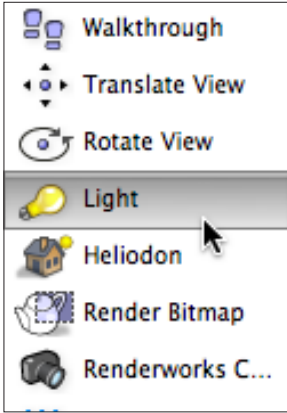 Walkthrough
Translate View
Rotate View
Light
Heliodon
Render Bitmap
Renderworks C...